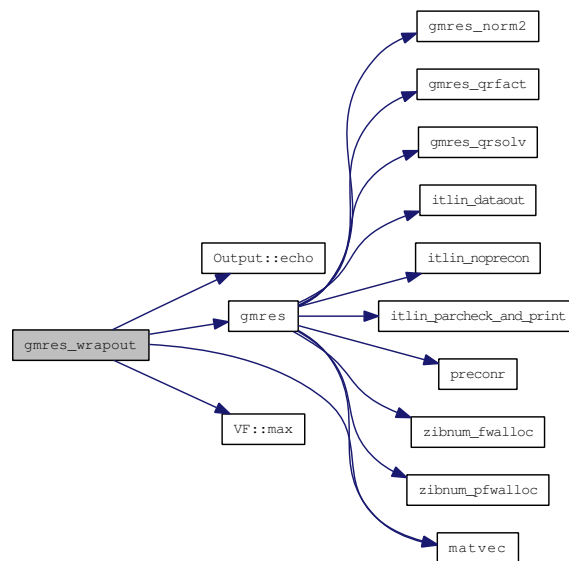 gmres_norm2
gmres_qrfact
gmres_qrsolv
itlin_dataout
Output::echo
itlin_noprecon
gmres
itlin_parcheck_and_print
gmres_wrapout
preconr
VF::max
zibnum_fwalloc
zibnum_pfwalloc
matvec